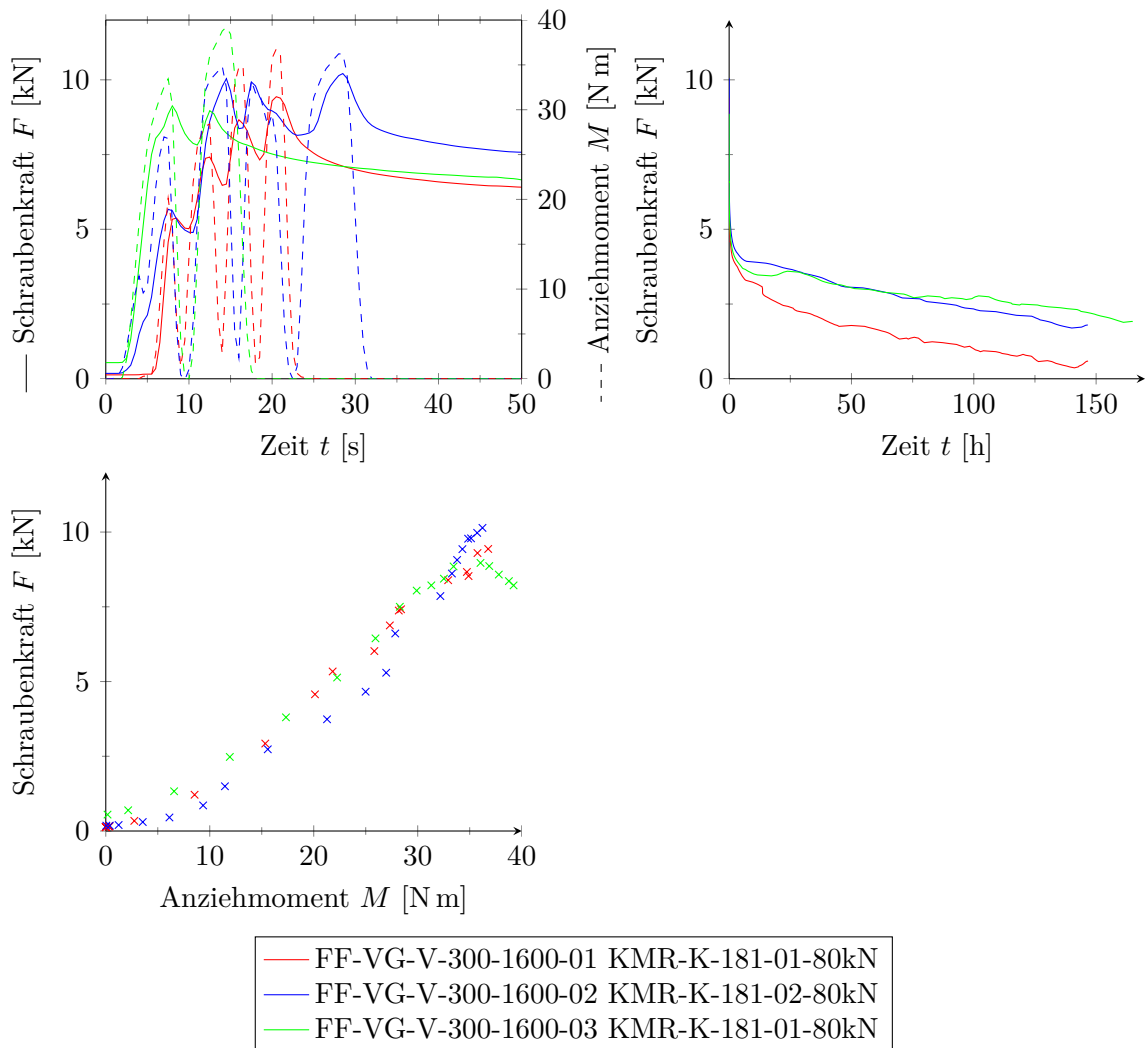 — Schraubenkraft F [kN]
0
5
10
0
10
20
30
40
50
Zeit t [s]
0
10
20
30
40
--- Anziehmoment M [N m]
Schraubenkraft F [kN]
0
5
10
0
50
100
150
Zeit t [h]
Schraubenkraft F [kN]
0
5
10
0
10
20
30
40
Anziehmoment M [N m]
FF-VG-V-300-1600-01 KMR-K-181-01-80kN
FF-VG-V-300-1600-02 KMR-K-181-02-80kN
FF-VG-V-300-1600-03 KMR-K-181-01-80kN